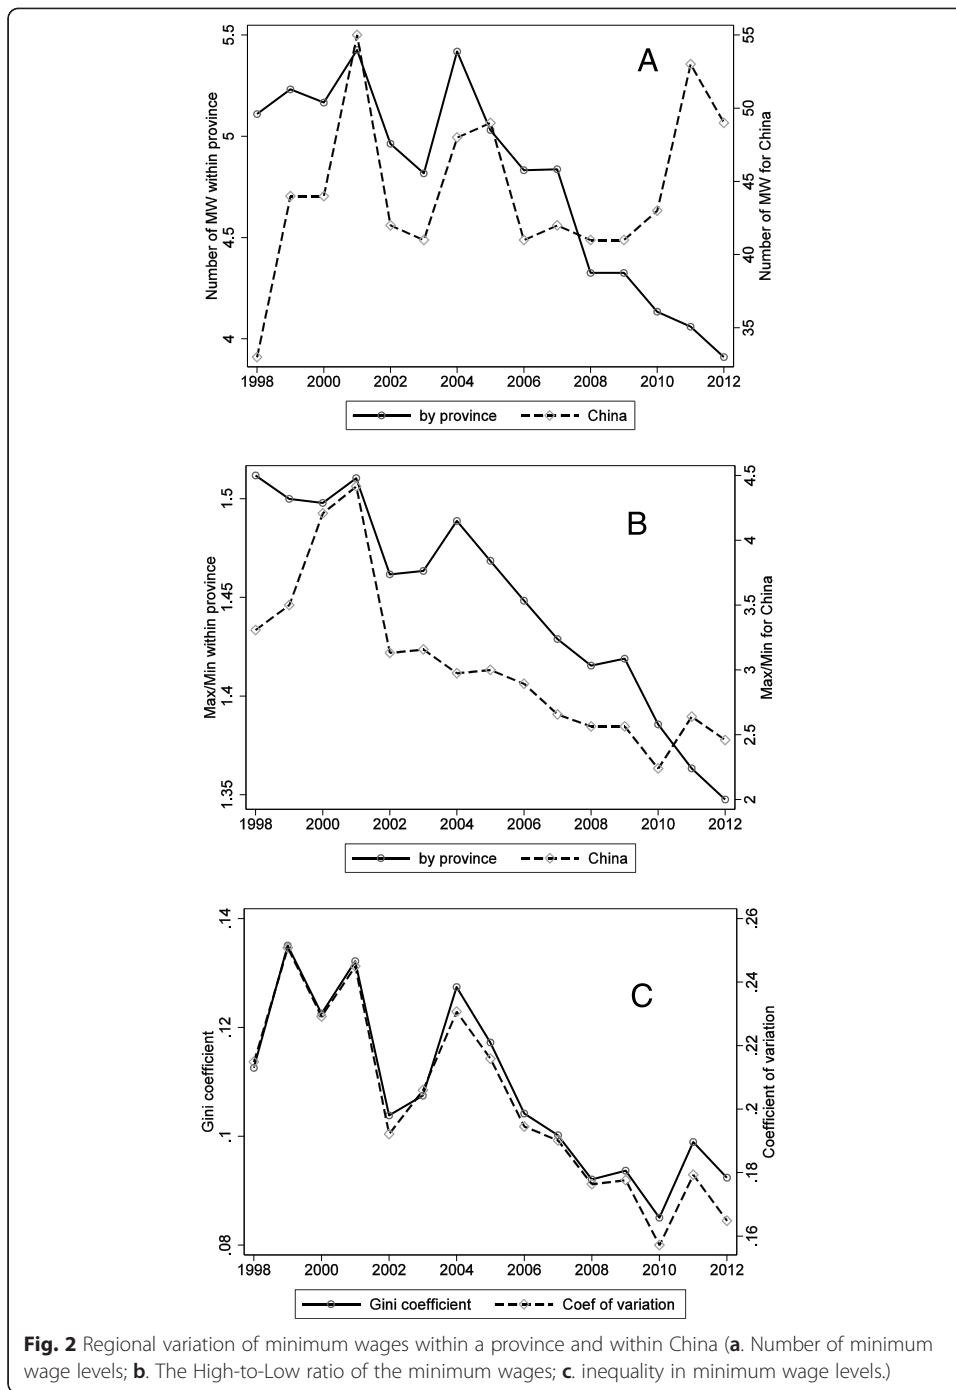 A
Number of MW within province
5.5
5
4.5
4
Number of MW for China
55
50
45
40
35
1998 2000 2002 2004 2006 2008 2010 2012
by province China
B
Max/Min within province
1.5
1.45
1.4
1.35
Max/Min for China
4.5
4
3.5
3
2.5
2
1998 2000 2002 2004 2006 2008 2010 2012
by province China
C
Gini coefficient
.14
.12
.1
.08
Coefficient of variation
.26
.24
.22
.2
.18
.16
1998 2000 2002 2004 2006 2008 2010 2012
Gini coefficient Coef of variation
Fig. 2 Regional variation of minimum wages within a province and within China (a. Number of minimum
wage levels; b. The High-to-Low ratio of the minimum wages; c. inequality in minimum wage levels.)